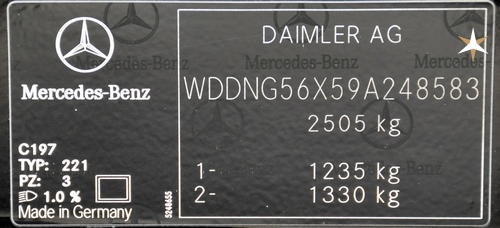 Mercedes-Benz
DAIMLER AG
WDDNG56X59A248583
2505 kg
1- 1235 kg
2- 1330 kg
C197
TYP: 221
PZ: 3
1.0 %
Made in Germany
5248655